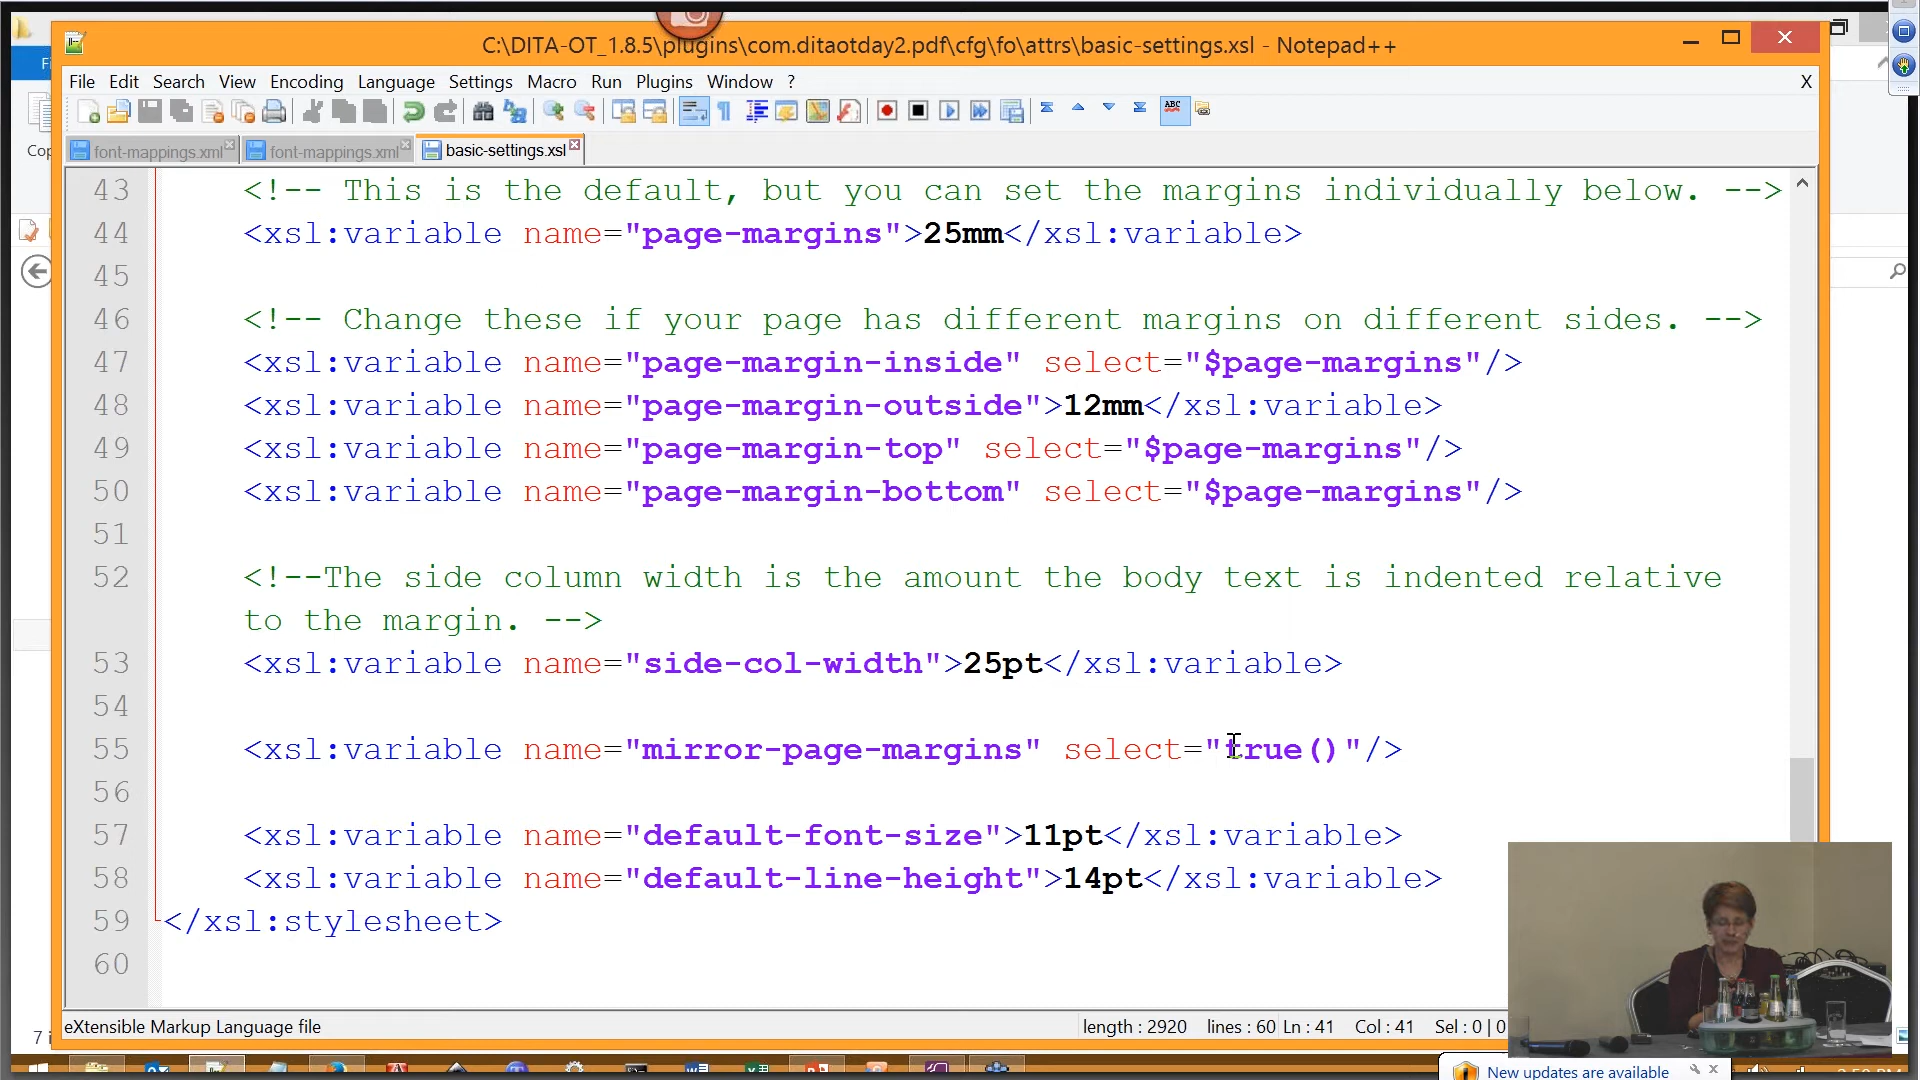 C:\DITA-OT_1.8.5\plugins\com.ditaotday2.pdf\cfg\fo\attrs\basic-settings.xsl - Notepad++
File Edit Search View Encoding Language Macro Settings Run Plugins Window ? X
font-mappings.xml font-mappings.xml basic-settings.xsl
43 <!-- This is the default, but you can set the margins individually below. -->
44 <xsl:variable name="page-margins">25mm</xsl:variable>
45
46 <!-- Change these if your page has different margins on different sides. -->
47 <xsl:variable name="page-margin-inside" select="$page-margins"/>
48 <xsl:variable name="page-margin-outside">12mm</xsl:variable>
49 <xsl:variable name="page-margin-top" select="$page-margins"/>
50 <xsl:variable name="page-margin-bottom" select="$page-margins"/>
51
52 <!--The side column width is the amount the body text is indented relative
to the margin. -->
53 <xsl:variable name="side-col-width">25pt</xsl:variable>
54
55 <xsl:variable name="mirror-page-margins" select="true()"/>
56
57 <xsl:variable name="default-font-size">11pt</xsl:variable>
58 <xsl:variable name="default-line-height">14pt</xsl:variable>
59 </xsl:stylesheet>
60
eXtensible Markup Language file length : 2920 lines : 60 Ln : 41 Col : 41 Sel : 0 | 0
New updates are available